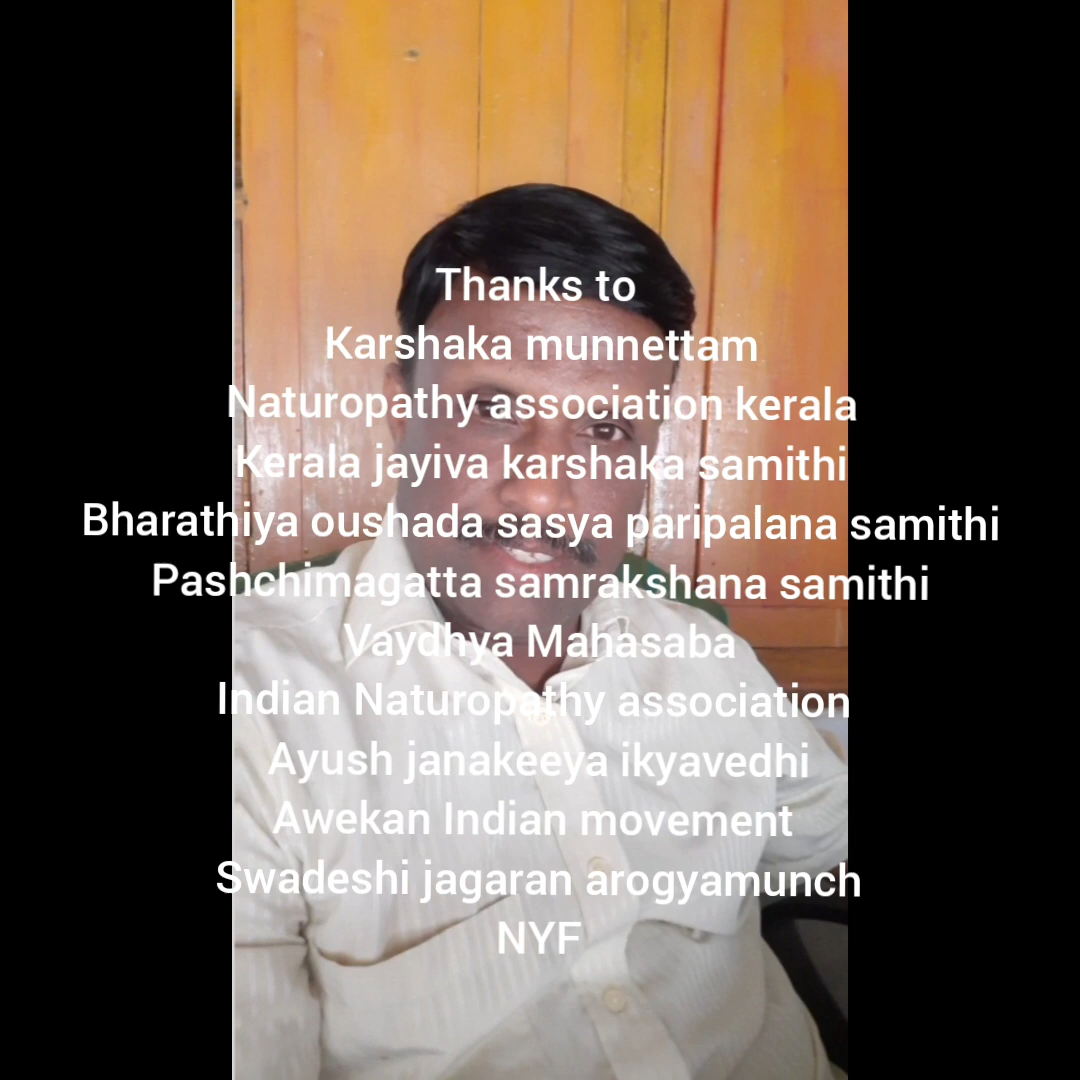 Thanks to
Karshaka munnettam
Naturopathy association kerala
Kerala jayiva karshaka samithi
Bharathiya oushada sasya paripalana samithi
Pashchimagatta samrakshana samithi
Vaydhya Mahasaba
Indian Naturopathy association
Ayush janakeeya ikyavedhi
Awekan Indian movement
Swadeshi jagaran arogyamunch
NYF